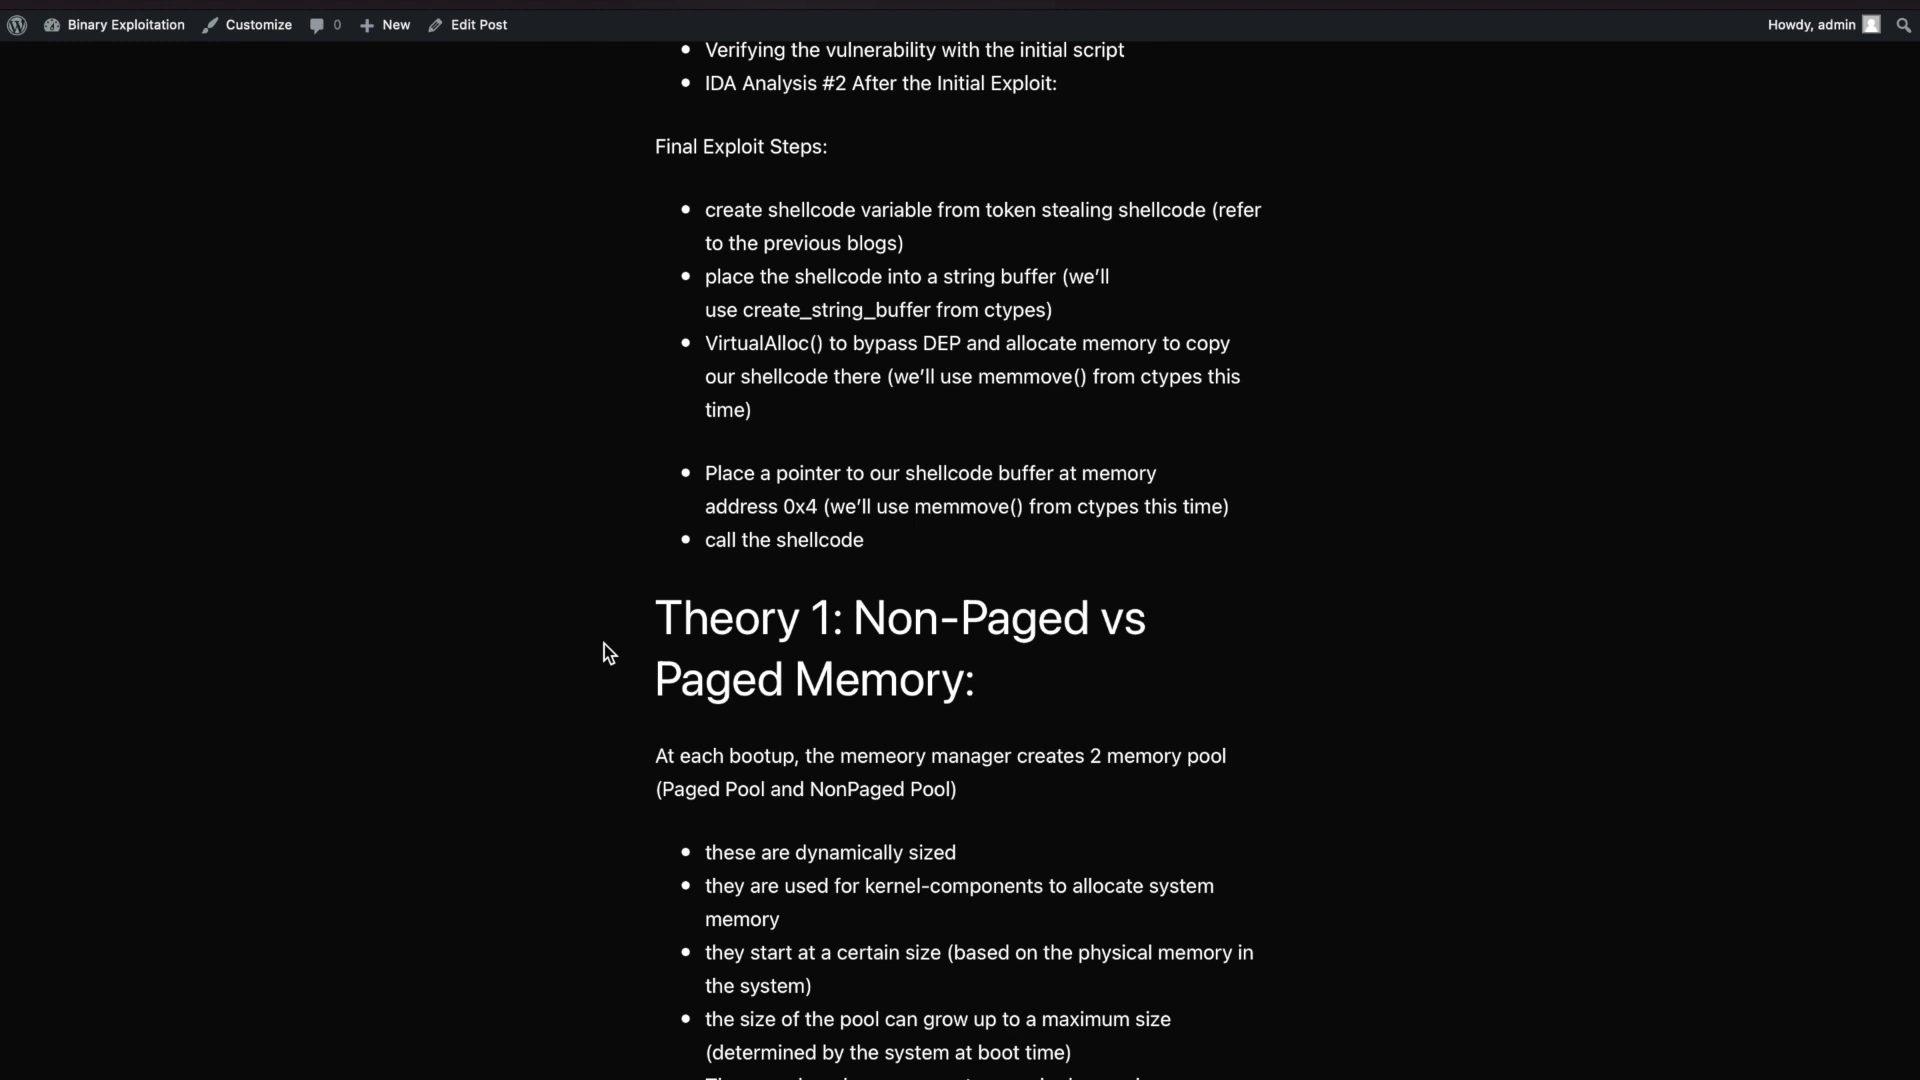 Binary Exploitation Customize 0 New Edit Post Howdy, admin
• Verifying the vulnerability with the initial script
• IDA Analysis #2 After the Initial Exploit:
Final Exploit Steps:
• create shellcode variable from token stealing shellcode (refer
to the previous blogs)
• place the shellcode into a string buffer (we’ll
use create_string_buffer from ctypes)
• VirtualAlloc() to bypass DEP and allocate memory to copy
our shellcode there (we’ll use memmove() from ctypes this
time)
• Place a pointer to our shellcode buffer at memory
address 0x4 (we’ll use memmove() from ctypes this time)
• call the shellcode
Theory 1: Non-Paged vs
Paged Memory:
At each bootup, the memeory manager creates 2 memory pool
(Paged Pool and NonPaged Pool)
• these are dynamically sized
• they are used for kernel-components to allocate system
memory
• they start at a certain size (based on the physical memory in
the system)
• the size of the pool can grow up to a maximum size
(determined by the system at boot time)